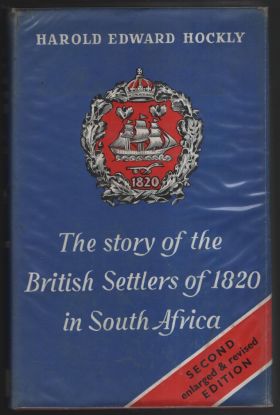 HAROLD EDWARD HOCKLY
1820
The story of the
British Settlers of 1820
in South Africa
SECOND
enlarged & revised
EDITION